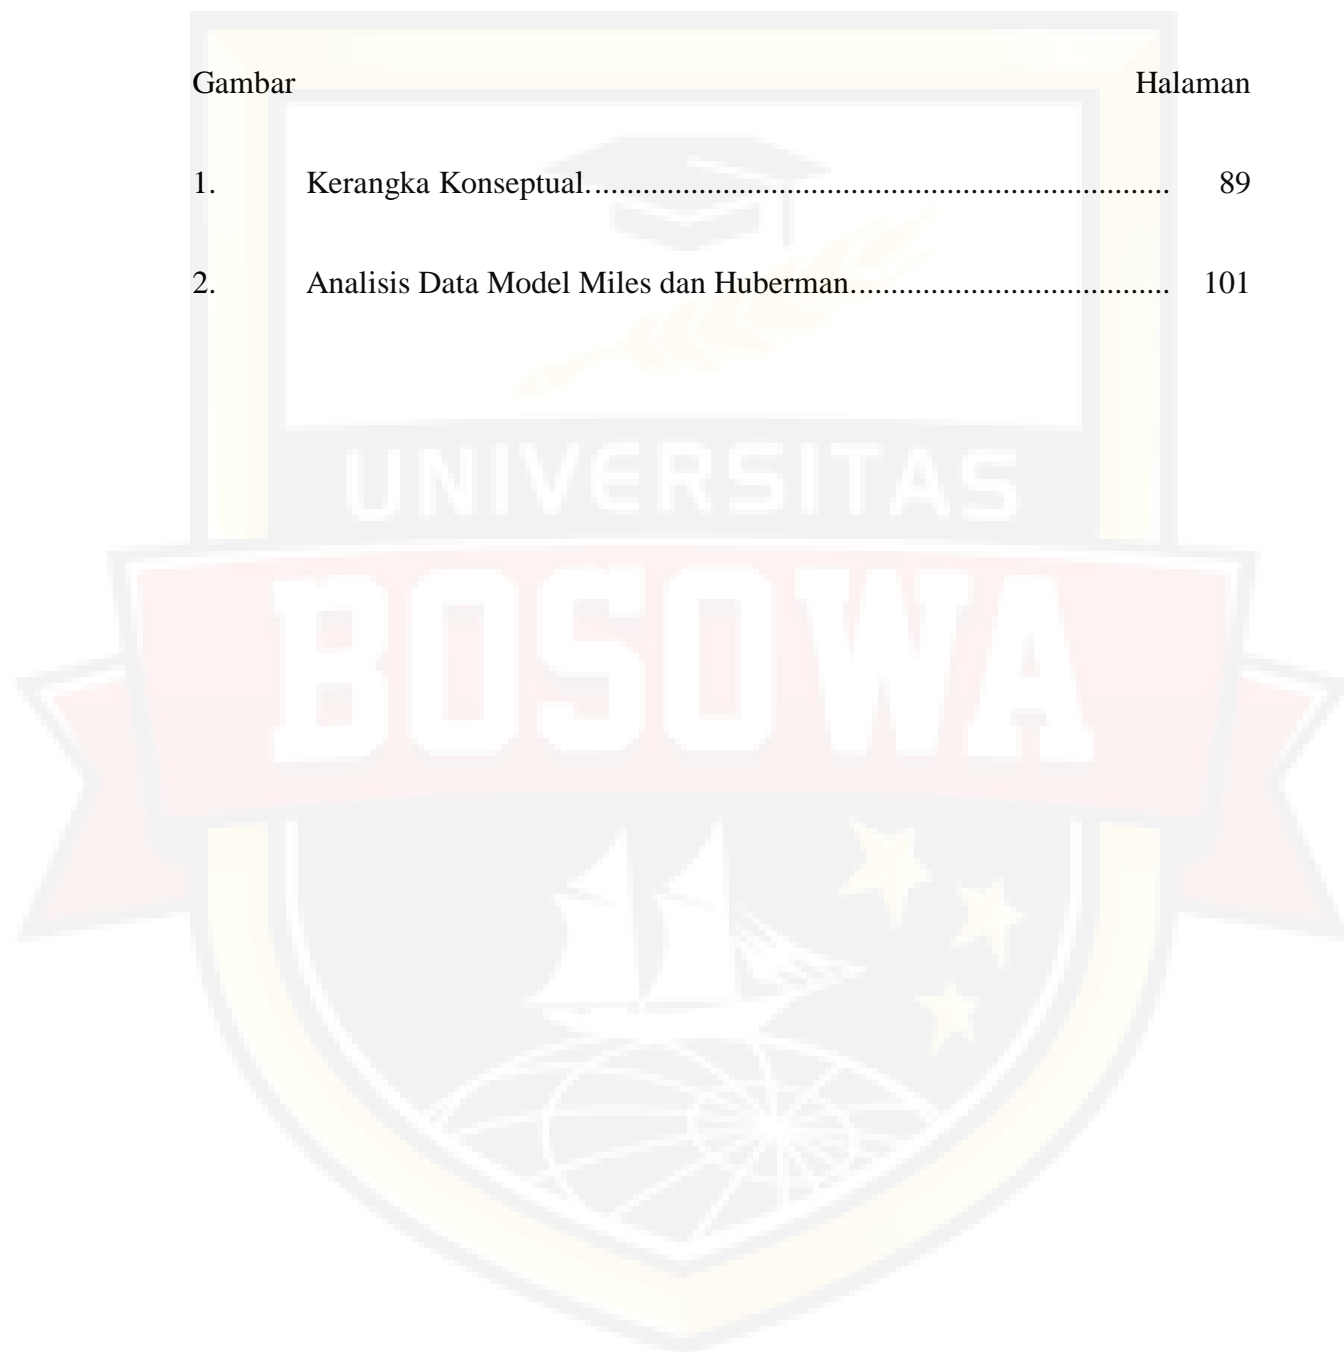 Gambar Halaman
1. Kerangka Konseptual................................................................................ 89
2. Analisis Data Model Miles dan Huberman....................................... 101
UNIVERSITAS
BOSOWA